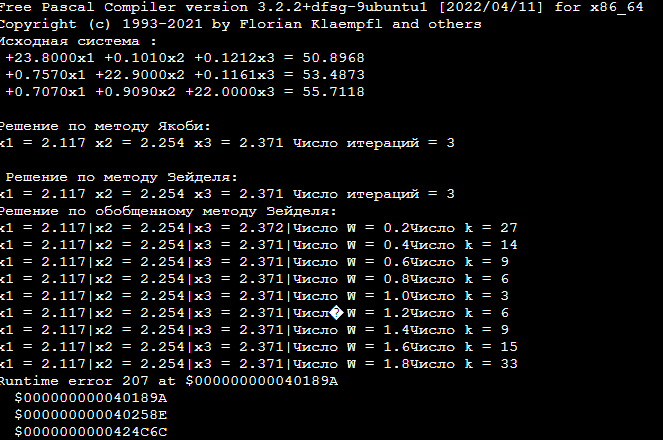 Free Pascal Compiler version 3.2.2+dfsg-9ubuntu1 [2022/04/11] for x86_64
Copyright (c) 1993-2021 by Florian Klaempfl and others
Исходная система :
+23.8000x1 +0.1010x2 +0.1212x3 = 50.8968
+0.7570x1 +22.9000x2 +0.1161x3 = 53.4873
+0.7070x1 +0.9090x2 +22.0000x3 = 55.7118
Решение по методу Якоби:
x1 = 2.117 x2 = 2.254 x3 = 2.371 Число итераций = 3
Решение по методу Зейделя:
x1 = 2.117 x2 = 2.254 x3 = 2.371 Число итераций = 3
Решение по обобщенному методу Зейделя:
x1 = 2.117|x2 = 2.254|x3 = 2.372|Число W = 0.2Число k = 27
x1 = 2.117|x2 = 2.254|x3 = 2.371|Число W = 0.4Число k = 14
x1 = 2.117|x2 = 2.254|x3 = 2.371|Число W = 0.6Число k = 9
x1 = 2.117|x2 = 2.254|x3 = 2.371|Число W = 0.8Число k = 6
x1 = 2.117|x2 = 2.254|x3 = 2.371|Число W = 1.0Число k = 3
x1 = 2.117|x2 = 2.254|x3 = 2.371|Числ� W = 1.2Число k = 6
x1 = 2.117|x2 = 2.254|x3 = 2.371|Число W = 1.4Число k = 9
x1 = 2.117|x2 = 2.254|x3 = 2.371|Число W = 1.6Число k = 15
x1 = 2.117|x2 = 2.254|x3 = 2.371|Число W = 1.8Число k = 33
Runtime error 207 at $000000000040189A
$000000000040189A
$000000000040258E
$0000000000424C6C